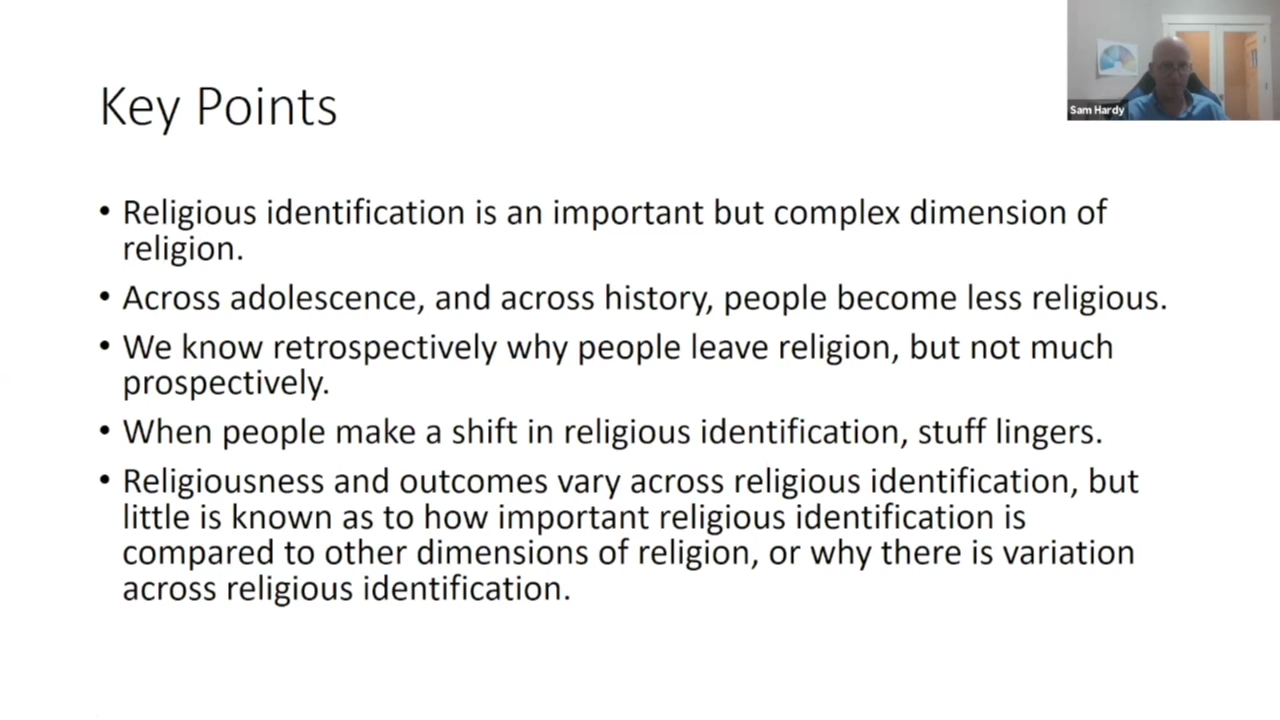 Key Points
Sam Hardy
• Religious identification is an important but complex dimension of
religion.
• Across adolescence, and across history, people become less religious.
• We know retrospectively why people leave religion, but not much
prospectively.
• When people make a shift in religious identification, stuff lingers.
• Religiousness and outcomes vary across religious identification, but
little is known as to how important religious identification is
compared to other dimensions of religion, or why there is variation
across religious identification.